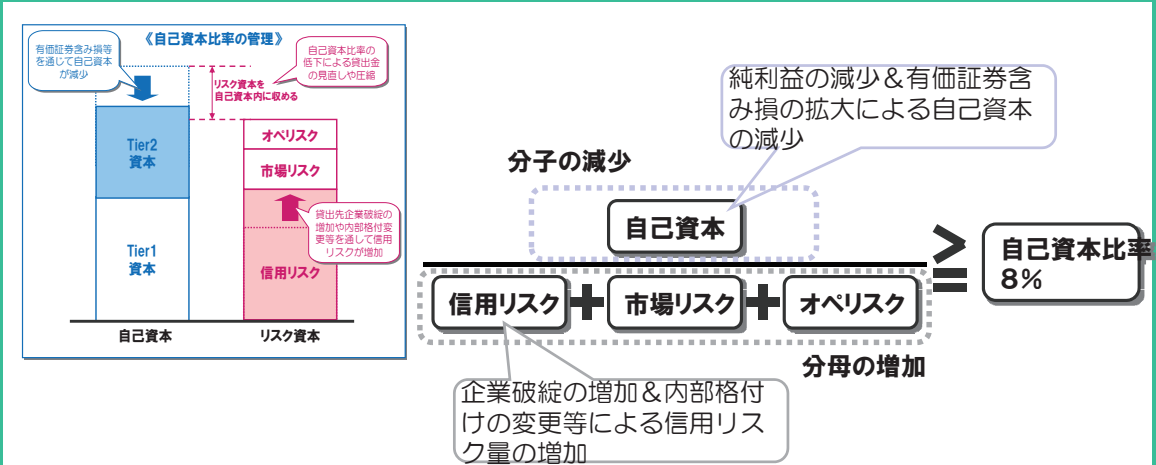 《自己資本比率の管理》
有価証券含み損等
を通じて自己資本
が減少
自己資本比率の
低下による貸出金
の見直しや圧縮
リスク資本を
自己資本内に収める
Tier2
資本
Tier1
資本
オペリスク
市場リスク
貸出先企業破綻の
増加や内部格付変
更等を通して信用
リスクが増加
信用リスク
自己資本
リスク資本
純利益の減少&有価証券含
み損の拡大による自己資本
の減少
分子の減少
自己資本
信用リスク + 市場リスク + オペリスク
分母の増加
≧
自己資本比率
8%
企業破綻の増加&内部格付
けの変更等による信用リス
ク量の増加